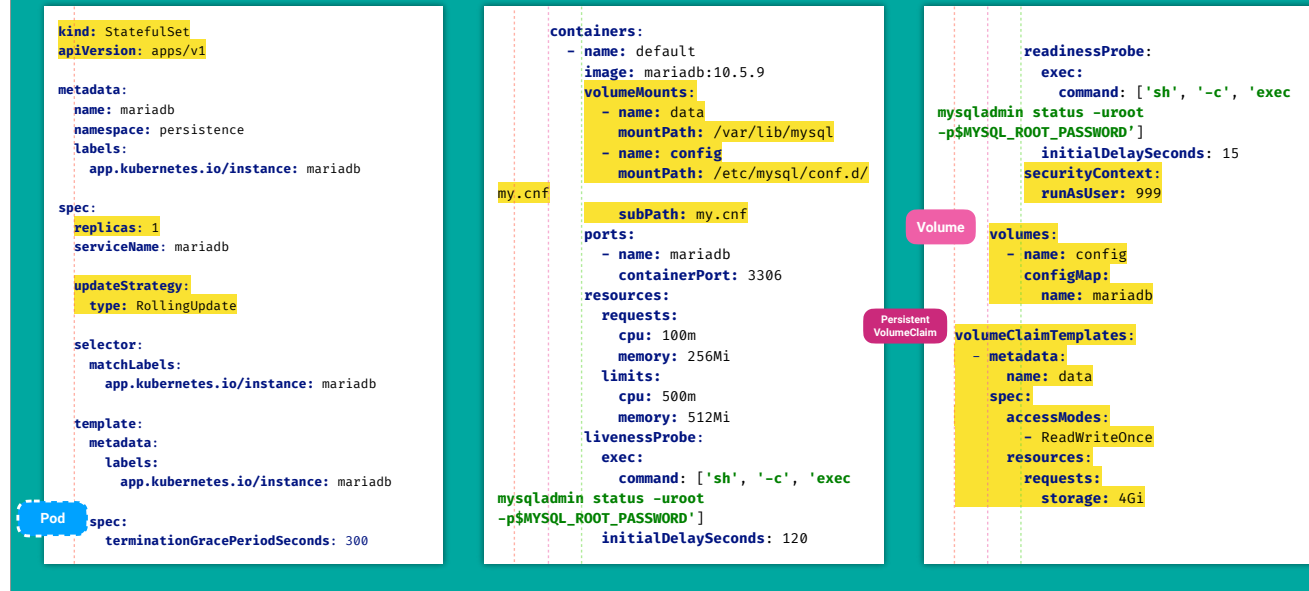 kind: StatefulSet
apiVersion: apps/v1
metadata:
  name: mariadb
  namespace: persistence
  labels:
    app.kubernetes.io/instance: mariadb
spec:
  replicas: 1
  serviceName: mariadb
  updateStrategy:
    type: RollingUpdate
  selector:
    matchLabels:
      app.kubernetes.io/instance: mariadb
  template:
    metadata:
      labels:
        app.kubernetes.io/instance: mariadb
Pod
    spec:
      terminationGracePeriodSeconds: 300
      containers:
        - name: default
          image: mariadb:10.5.9
          volumeMounts:
            - name: data
              mountPath: /var/lib/mysql
            - name: config
              mountPath: /etc/mysql/conf.d/
my.cnf
              subPath: my.cnf
          ports:
            - name: mariadb
              containerPort: 3306
          resources:
            requests:
              cpu: 100m
              memory: 256Mi
            limits:
              cpu: 500m
              memory: 512Mi
          livenessProbe:
            exec:
              command: ['sh', '-c', 'exec
mysqladmin status -uroot
-p$MYSQL_ROOT_PASSWORD']
            initialDelaySeconds: 120
          readinessProbe:
            exec:
              command: ['sh', '-c', 'exec
mysqladmin status -uroot
-p$MYSQL_ROOT_PASSWORD’]
            initialDelaySeconds: 15
          securityContext:
            runAsUser: 999
Volume
      volumes:
        - name: config
          configMap:
            name: mariadb
Persistent
VolumeClaim
  volumeClaimTemplates:
    - metadata:
        name: data
      spec:
        accessModes:
          - ReadWriteOnce
        resources:
          requests:
            storage: 4Gi